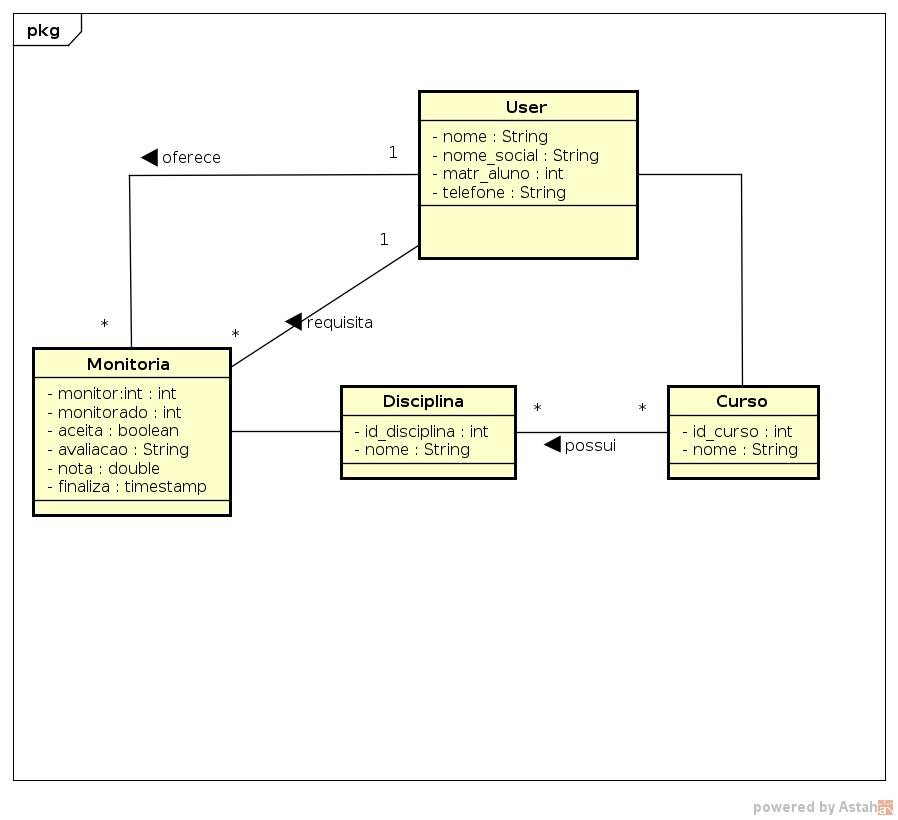 pkg
User
- nome : String
- nome_social : String
- matr_aluno : int
- telefone : String
oferece
1
1
*
*
requisita
Monitoria
- monitor:int : int
- monitorado : int
- aceita : boolean
- avaliacao : String
- nota : double
- finaliza : timestamp
Disciplina
- id_disciplina : int
- nome : String
*
*
possui
Curso
- id_curso : int
- nome : String
powered by Astah